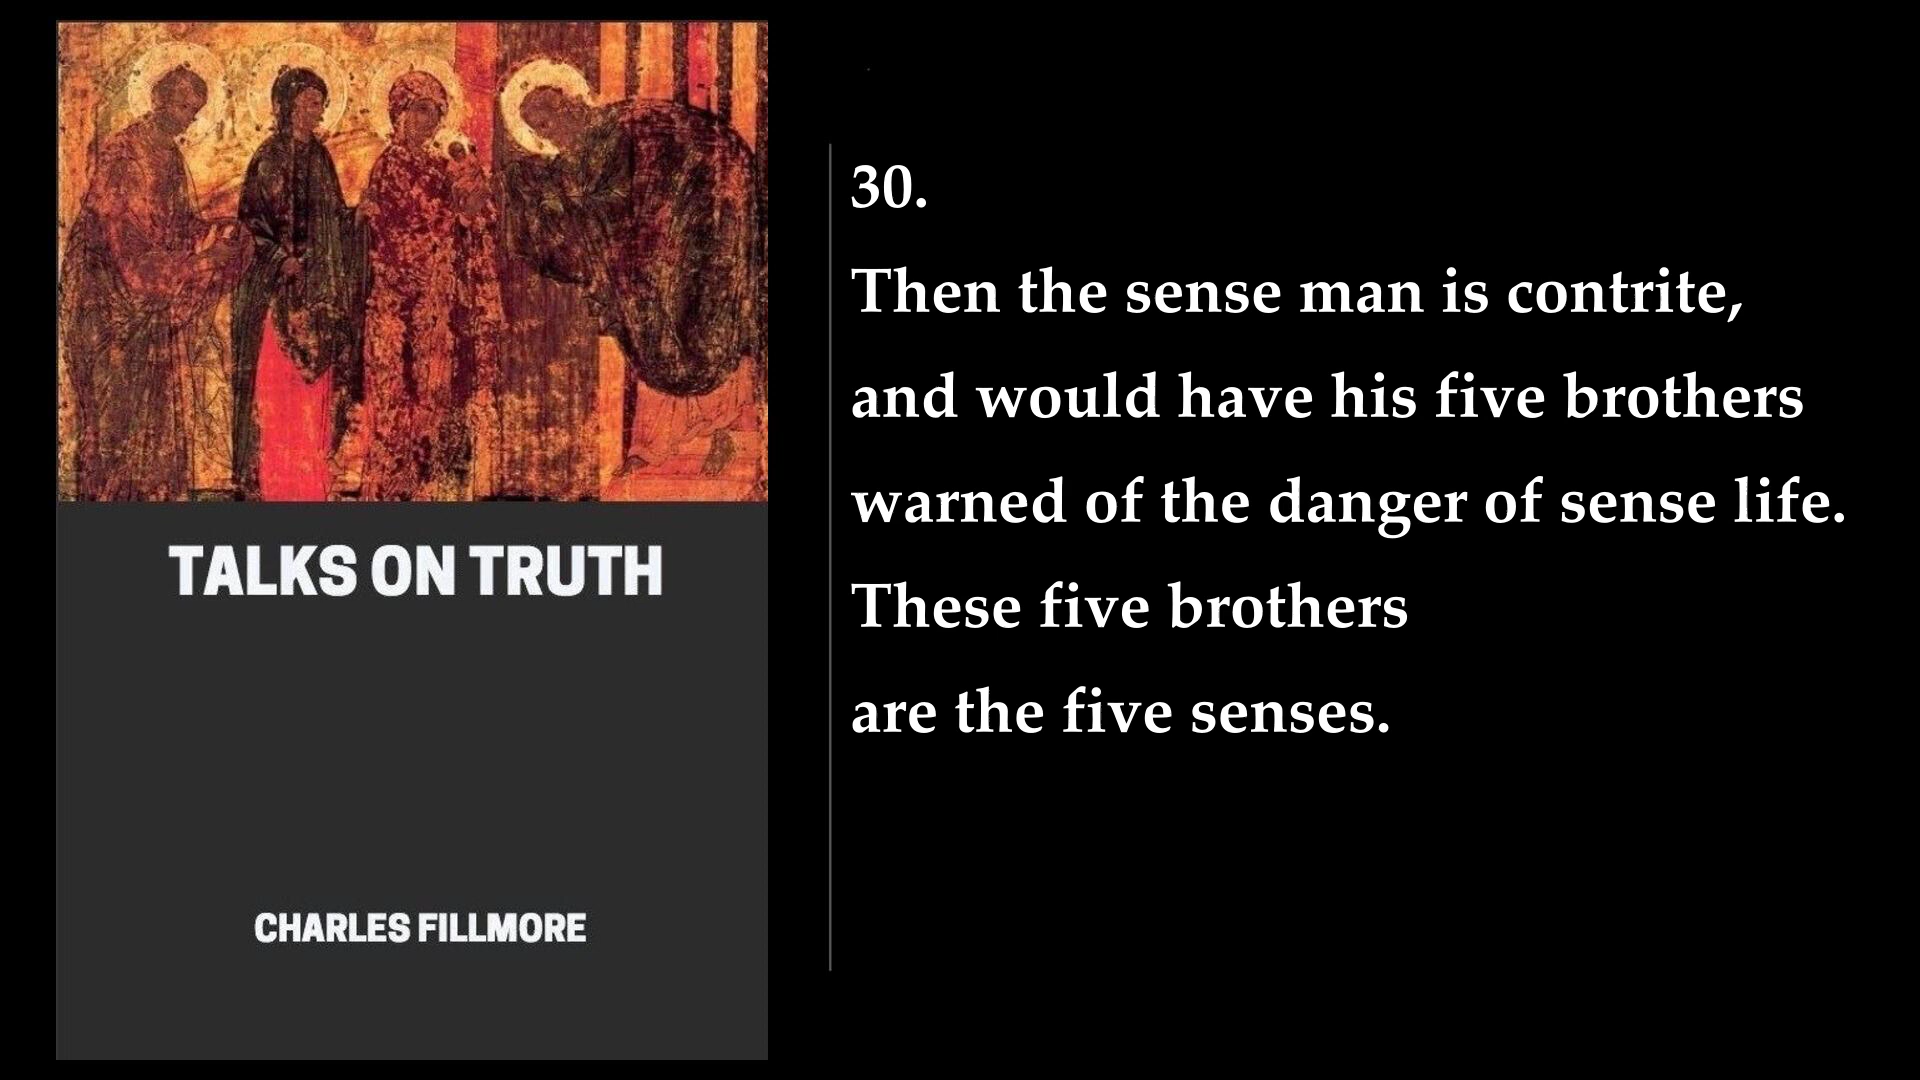 TALKS ON TRUTH
CHARLES FILLMORE
30.
Then the sense man is contrite,
and would have his five brothers
warned of the danger of sense life.
These five brothers
are the five senses.